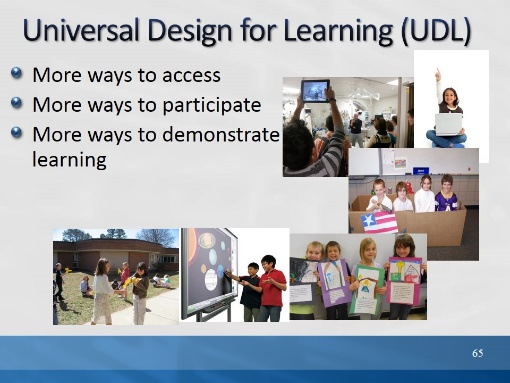 Universal Design for Learning (UDL)
More ways to access
More ways to participate
More ways to demonstrate
learning
65